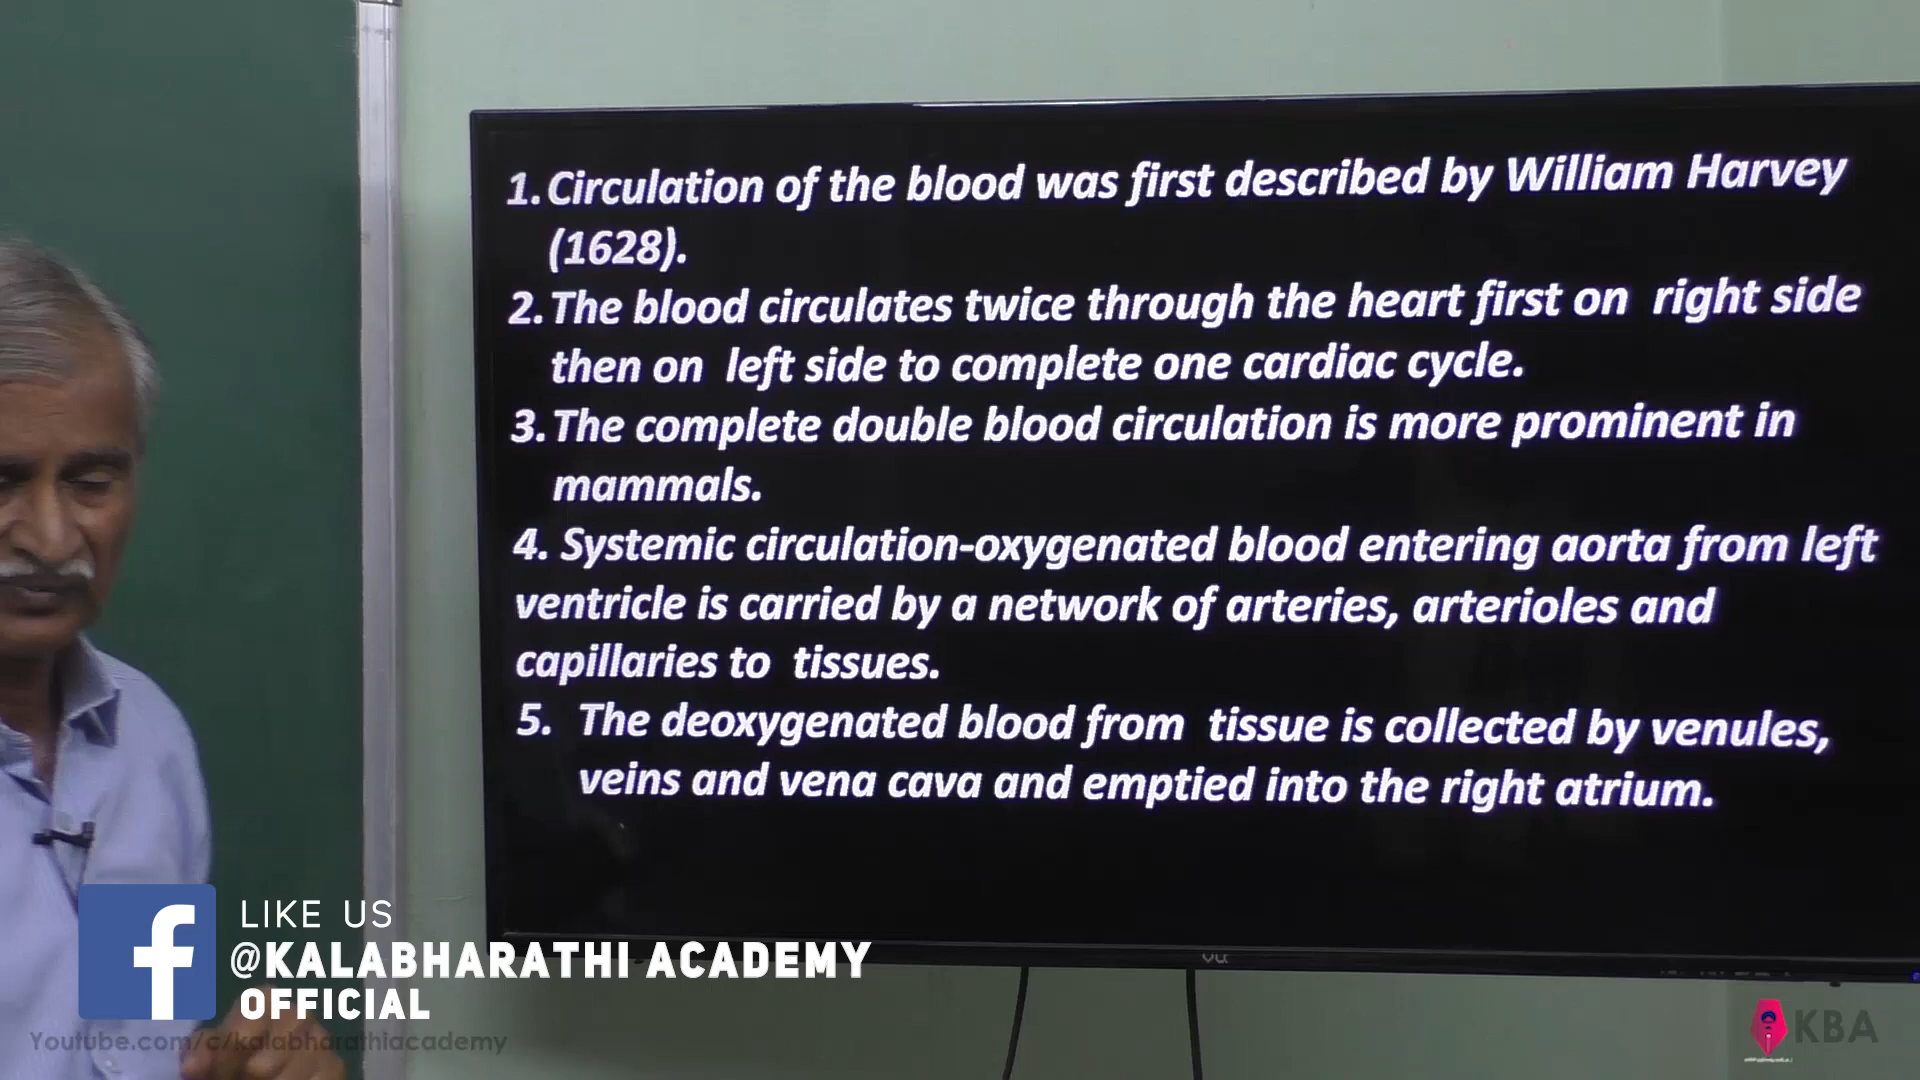 1. Circulation of the blood was first described by William Harvey
(1628).
2. The blood circulates twice through the heart first on right side
then on left side to complete one cardiac cycle.
3. The complete double blood circulation is more prominent in
mammals.
4. Systemic circulation-oxygenated blood entering aorta from left
ventricle is carried by a network of arteries, arterioles and
capillaries to tissues.
5. The deoxygenated blood from tissue is collected by venules,
veins and vena cava and emptied into the right atrium.
Vu
f
LIKE US
@KALABHARATHI ACADEMY
OFFICIAL
Youtube.com/c/kalabharathiacademy
KBA